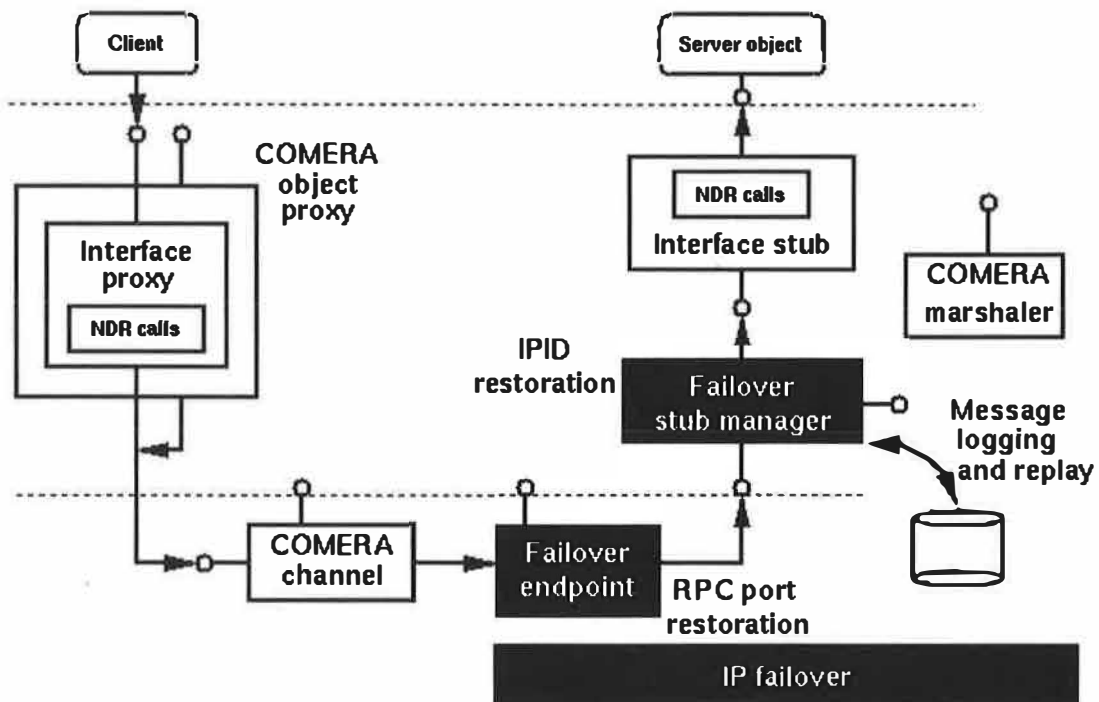 Client
Server object
COMERA
object
proxy
Interface
proxy
NDR calls
NDR calls
Interface stub
COMERA
marshaler
IPID
restoration
Failover
stub manager
Message
logging
and replay
COMERA
channel
Failover
endpoint
RPC port
restoration
IP failover